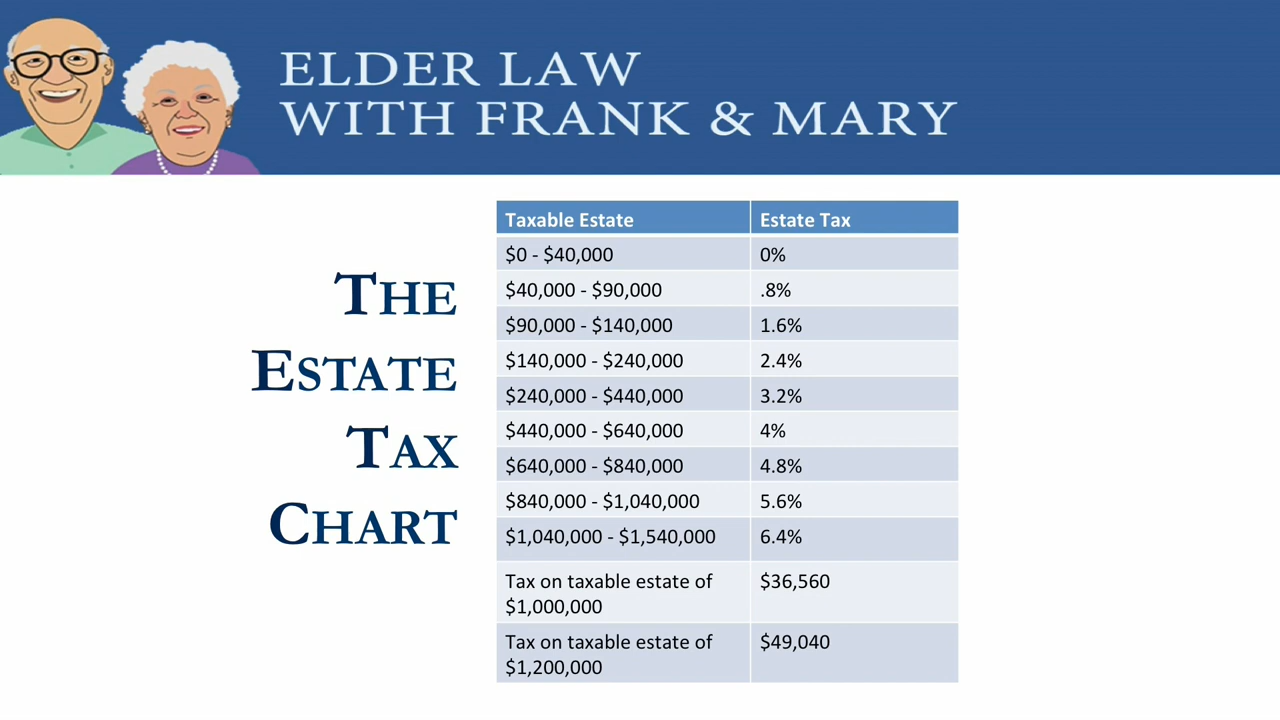 ELDER LAW
WITH FRANK & MARY
THE
ESTATE
TAX
CHART
Taxable Estate Estate Tax
$0 - $40,000 0%
$40,000 - $90,000 .8%
$90,000 - $140,000 1.6%
$140,000 - $240,000 2.4%
$240,000 - $440,000 3.2%
$440,000 - $640,000 4%
$640,000 - $840,000 4.8%
$840,000 - $1,040,000 5.6%
$1,040,000 - $1,540,000 6.4%
Tax on taxable estate of $36,560
$1,000,000
Tax on taxable estate of $49,040
$1,200,000